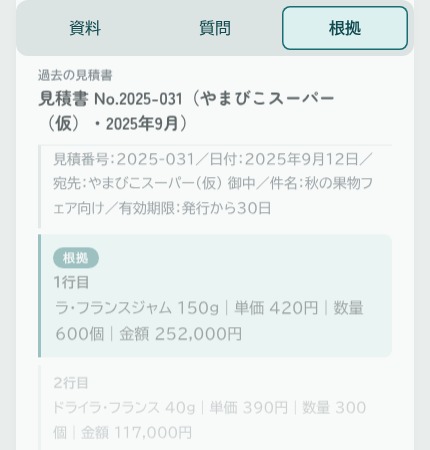 資料
質問
根拠
過去の見積書
見積書 No.2025-031（やまびこスーパー
（仮）・2025年9月）
見積番号：2025-031／日付：2025年9月12日／
宛先：やまびこスーパー(仮) 御中／件名：秋の果物フ
ェア向け／有効期限：発行から30日
根拠
1行目
ラ・フランスジャム 150g｜単価 420円｜数量
600個｜金額 252,000円
2行目
ドライラ・フランス 40g｜単価 390円｜数量 300
個｜金額 117,000円